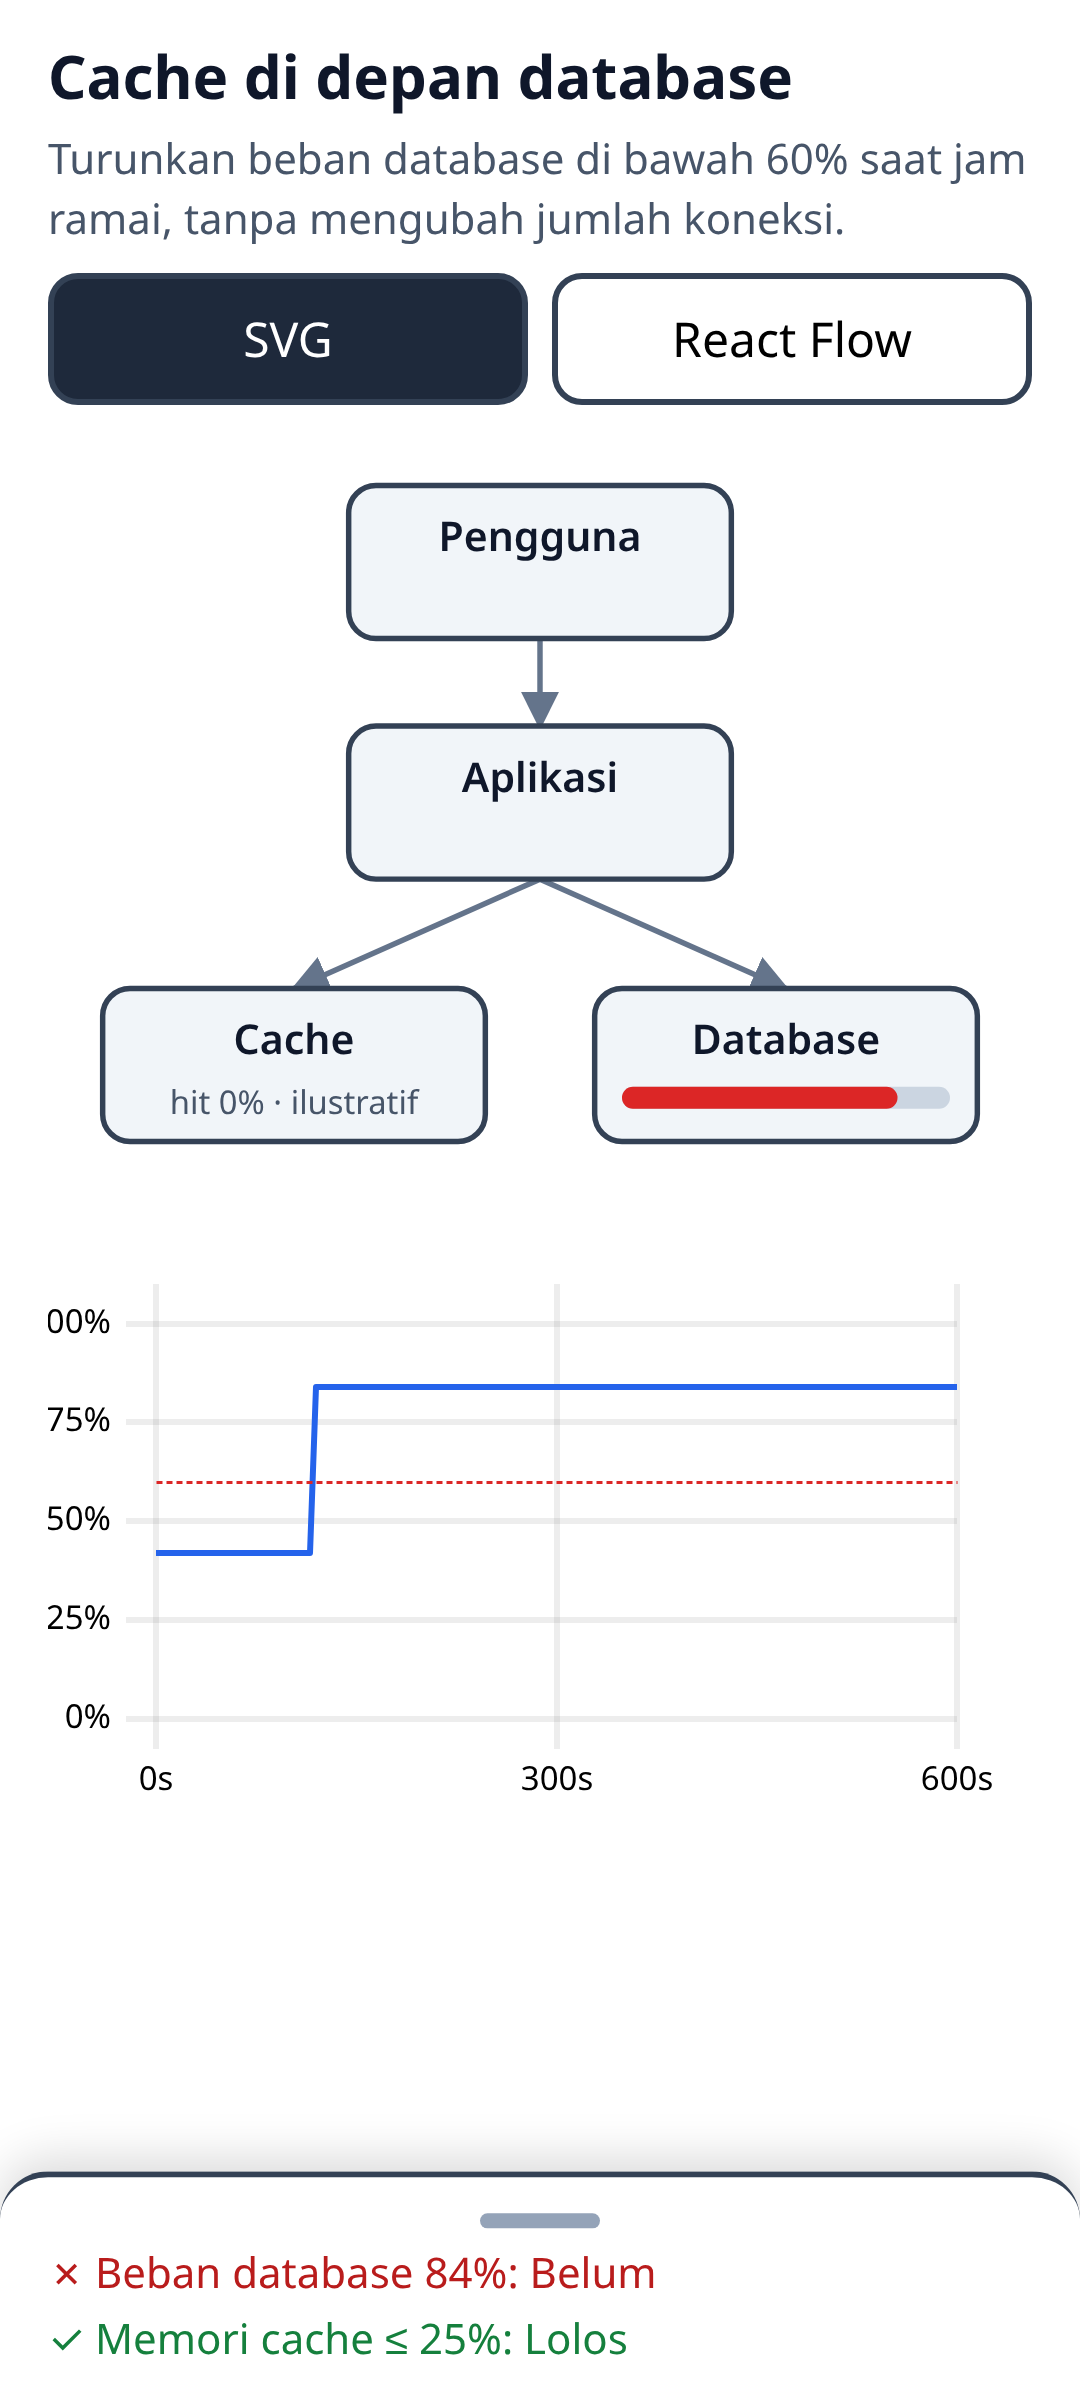 Cache di depan database
Turunkan beban database di bawah 60% saat jam
ramai, tanpa mengubah jumlah koneksi.
SVG
React Flow
Pengguna
Aplikasi
Cache
hit 0% · ilustratif
Database
00%
75%
50%
25%
0%
0s
300s
600s
× Beban database 84%: Belum
✓ Memori cache ≤ 25%: Lolos